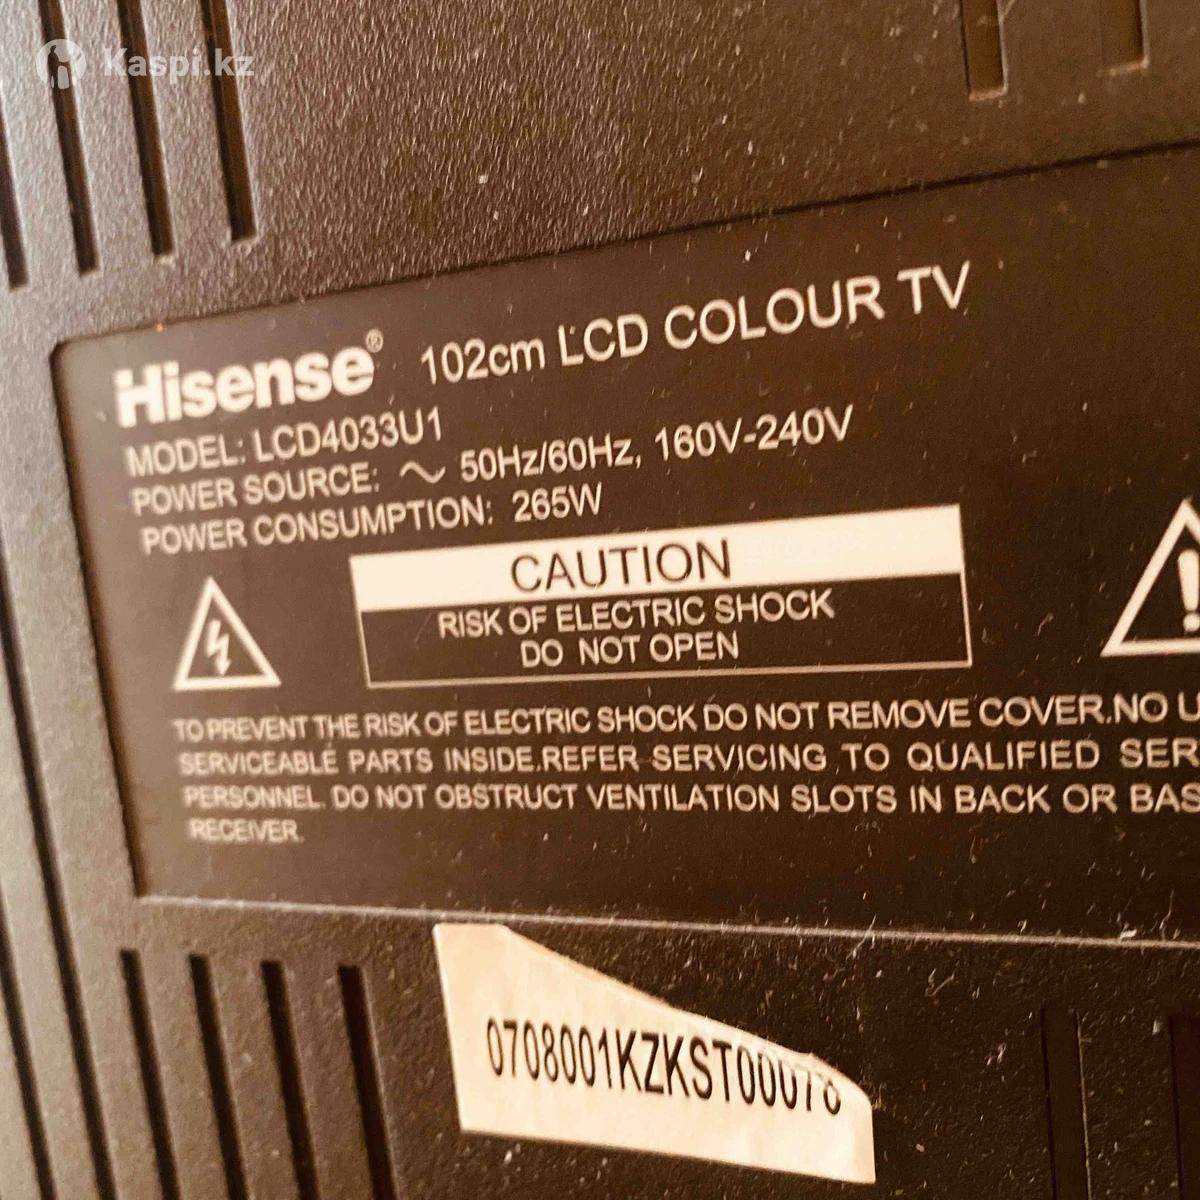 Kaspi.kz
Hisense® 102cm LCD COLOUR TV
MODEL: LCD4033U1
POWER SOURCE: ~ 50Hz/60Hz, 160V-240V
POWER CONSUMPTION: 265W
CAUTION
RISK OF ELECTRIC SHOCK
DO NOT OPEN
TO PREVENT THE RISK OF ELECTRIC SHOCK DO NOT REMOVE COVER.NO U
SERVICEABLE PARTS INSIDE.REFER SERVICING TO QUALIFIED SER
PERSONNEL. DO NOT OBSTRUCT VENTILATION SLOTS IN BACK OR BAS
RECEIVER.